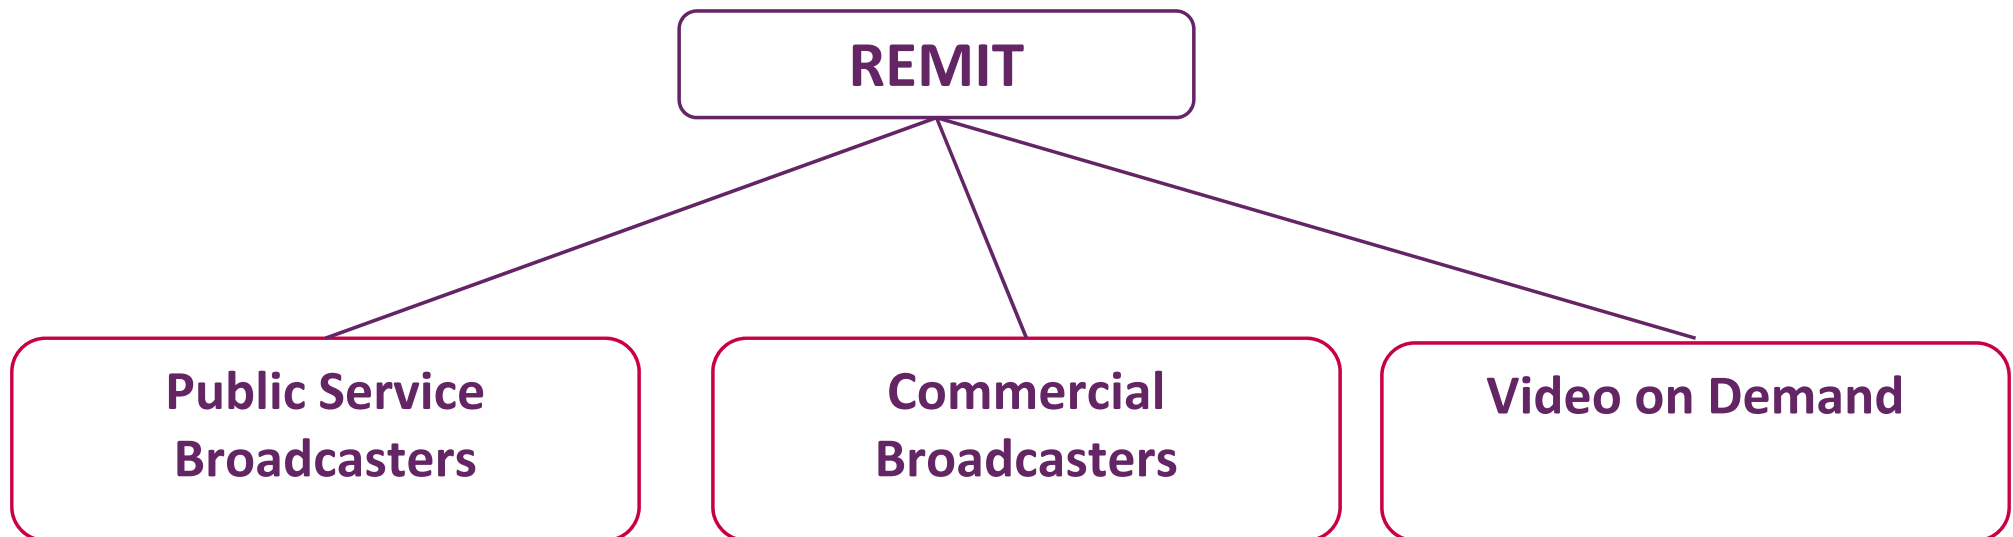 REMIT
Public Service
Broadcasters
Commercial
Broadcasters
Video on Demand